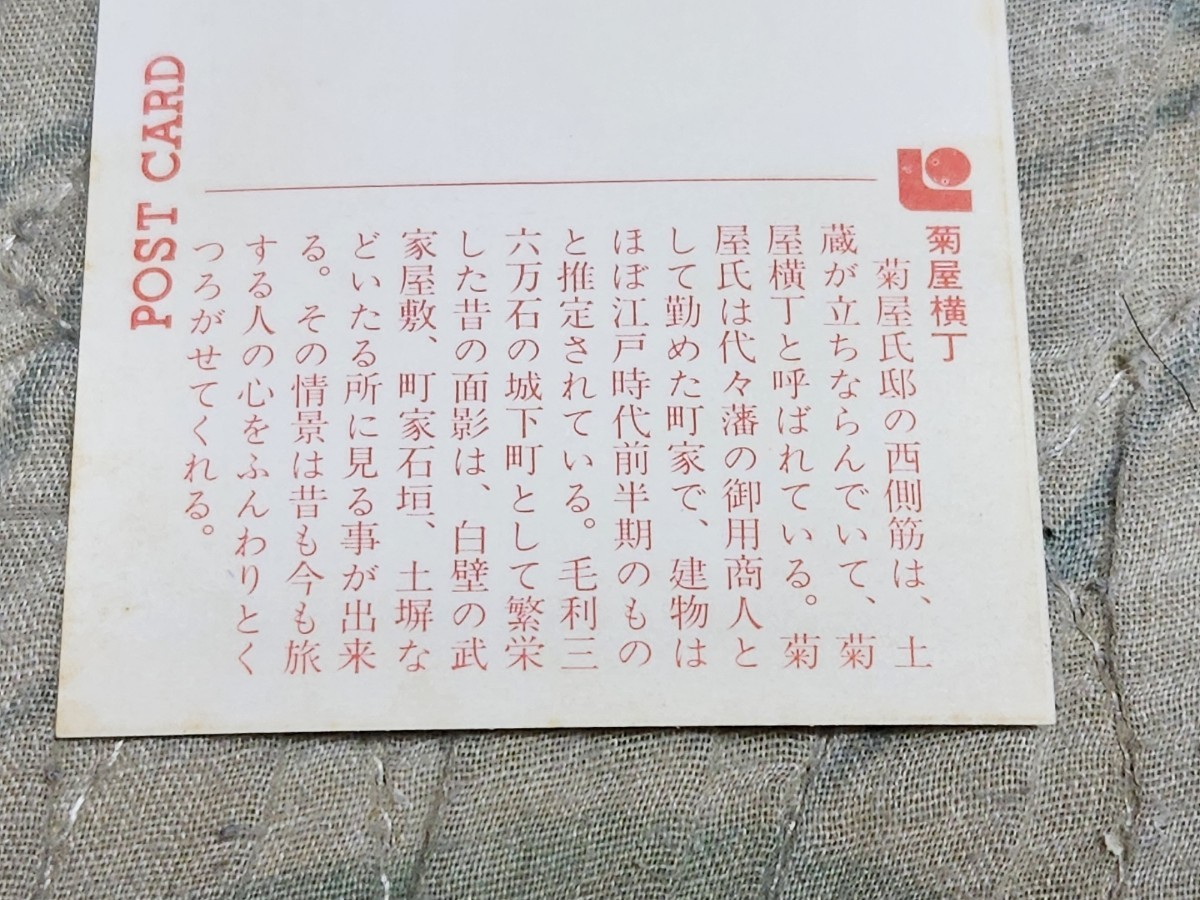 菊屋横丁
菊屋氏邸の西側筋は、土
蔵が立ちならんでいて、菊
屋横丁と呼ばれている。菊
屋氏は代々藩の御用商人と
して勤めた町家で、建物は
ほぼ江戸時代前半期のもの
と推定されている。毛利三
六万石の城下町として繁栄
した昔の面影は、白壁の武
家屋敷、町家石垣、土塀な
どいたる所に見る事が出来
る。その情景は昔も今も旅
する人の心をふんわりとく
つろがせてくれる。
POST CARD